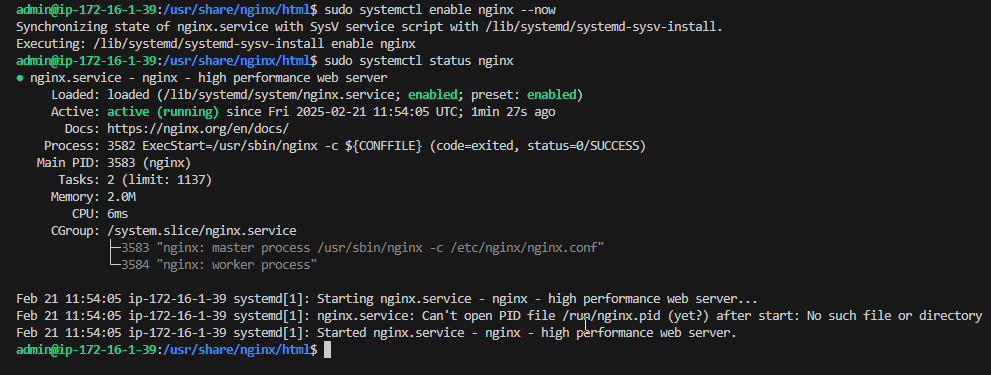 admin@ip-172-16-1-39:/usr/share/nginx/html$ sudo systemctl enable nginx --now
Synchronizing state of nginx.service with SysV service script with /lib/systemd/systemd-sysv-install.
Executing: /lib/systemd/systemd-sysv-install enable nginx
admin@ip-172-16-1-39:/usr/share/nginx/html$ sudo systemctl status nginx
● nginx.service - nginx - high performance web server
Loaded: loaded (/lib/systemd/system/nginx.service; enabled; preset: enabled)
Active: active (running) since Fri 2025-02-21 11:54:05 UTC; 1min 27s ago
Docs: https://nginx.org/en/docs/
Process: 3582 ExecStart=/usr/sbin/nginx -c ${CONFFILE} (code=exited, status=0/SUCCESS)
Main PID: 3583 (nginx)
Tasks: 2 (limit: 1137)
Memory: 2.0M
CPU: 6ms
CGroup: /system.slice/nginx.service
├─3583 "nginx: master process /usr/sbin/nginx -c /etc/nginx/nginx.conf"
└─3584 "nginx: worker process"
Feb 21 11:54:05 ip-172-16-1-39 systemd[1]: Starting nginx.service - nginx - high performance web server...
Feb 21 11:54:05 ip-172-16-1-39 systemd[1]: nginx.service: Can't open PID file /run/nginx.pid (yet?) after start: No such file or directory
Feb 21 11:54:05 ip-172-16-1-39 systemd[1]: Started nginx.service - nginx - high performance web server.
admin@ip-172-16-1-39:/usr/share/nginx/html$